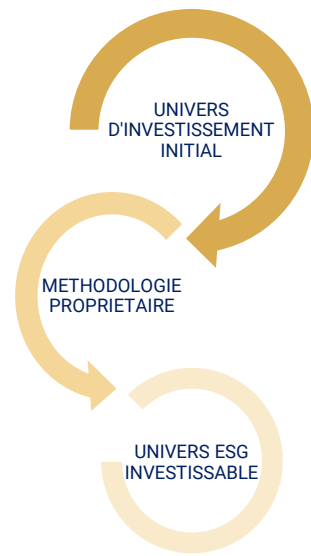 UNIVERS
D'INVESTISSEMENT
INITIAL
METHODOLOGIE
PROPRIETAIRE
UNIVERS ESG
INVESTISSABLE